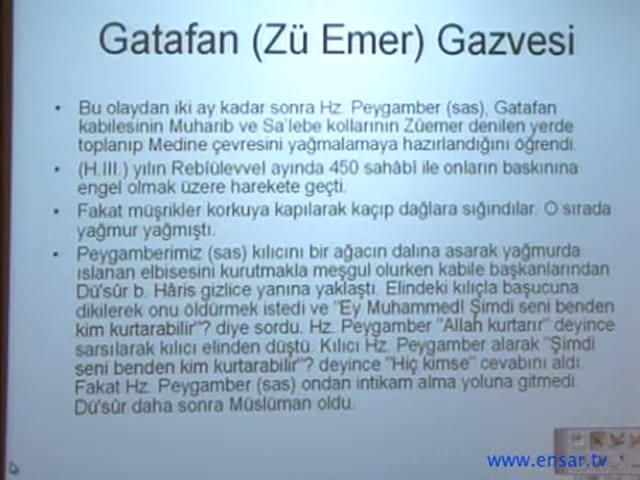 Gatafan (Zü Emer) Gazvesi
• Bu olaydan iki ay kadar sonra Hz. Peygamber (sas), Gatafan
kabilesinin Muharib ve Sa'lebe kollarının Zûemer denilen yerde
toplanıp Medine çevresini yağmalamaya hazırlandığını öğrendi.
• (H.III.) yılın Rebîulevvel ayında 450 sahâbî ile onların baskınına
engel olmak üzere harekete geçti.
• Fakat müşrikler korkuya kapılarak kaçıp dağlara sığındılar. O sırada
yağmur yağmıştı.
• Peygamberimiz (sas) kılıcını bir ağacın dalına asarak yağmurda
ıslanan elbisesini kurutmakla meşgul olurken kabile başkanlarından
Dü'sûr b. Hâris gizlice yanına yaklaştı. Elindeki kılıçla başucuna
dikilerek onu öldürmek istedi ve "Ey Muhammed! Şimdi seni benden
kim kurtarabilir"? diye sordu. Hz. Peygamber "Allah kurtarır" deyince
sarsılarak kılıcı elinden düştü. Kılıcı Hz. Peygamber alarak "Şimdi
seni benden kim kurtarabilir"? deyince "Hiç kimse" cevabını aldı.
Fakat Hz. Peygamber (sas) ondan intikam alma yoluna gitmedi.
Dü'sûr daha sonra Müslüman oldu.
www.ensar.tv